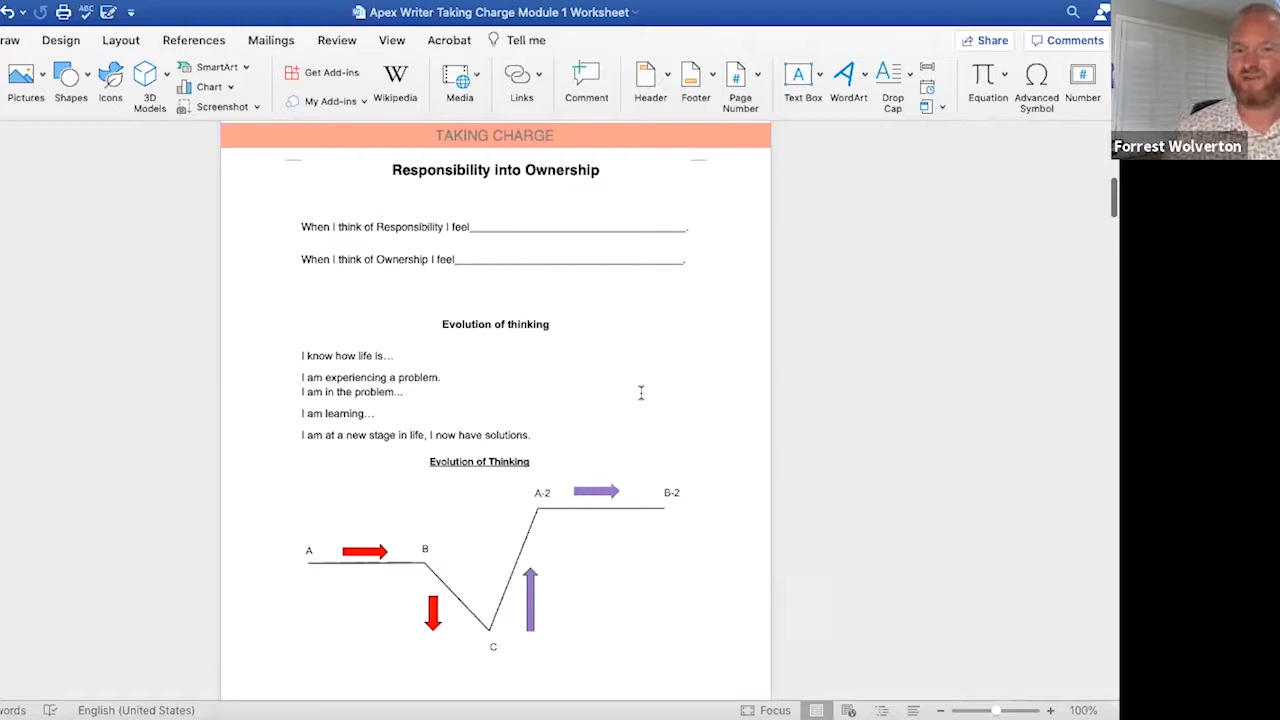 Apex Writer Taking Charge Module 1 Worksheet
raw Design Layout References Mailings Review View Acrobat Tell me Share Comments
SmartArt
Chart
Screenshot
Get Add-ins
My Add-ins
Pictures Shapes Icons 3D Models Wikipedia Media Links Comment Header Footer Page Number Text Box WordArt Drop Cap Equation Advanced Symbol Number
Forrest Wolverton
TAKING CHARGE
Responsibility into Ownership
When I think of Responsibility I feel______________________________.
When I think of Ownership I feel________________________________.
Evolution of thinking
I know how life is…
I am experiencing a problem.
I am in the problem…
I am learning…
I am at a new stage in life, I now have solutions.
Evolution of Thinking
A-2 B-2
A B
C
words English (United States) Focus 100%